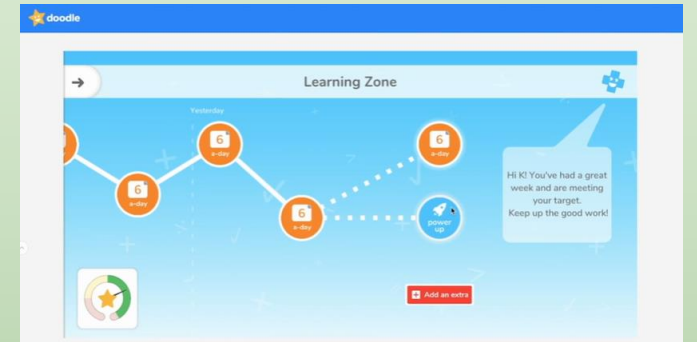 doodle
Learning Zone
Yesterday
6
a-day
6
a-day
6
a-day
6
a-day
power
up
Hi K! You've had a great
week and are meeting
your target.
Keep up the good work!
Add an extra